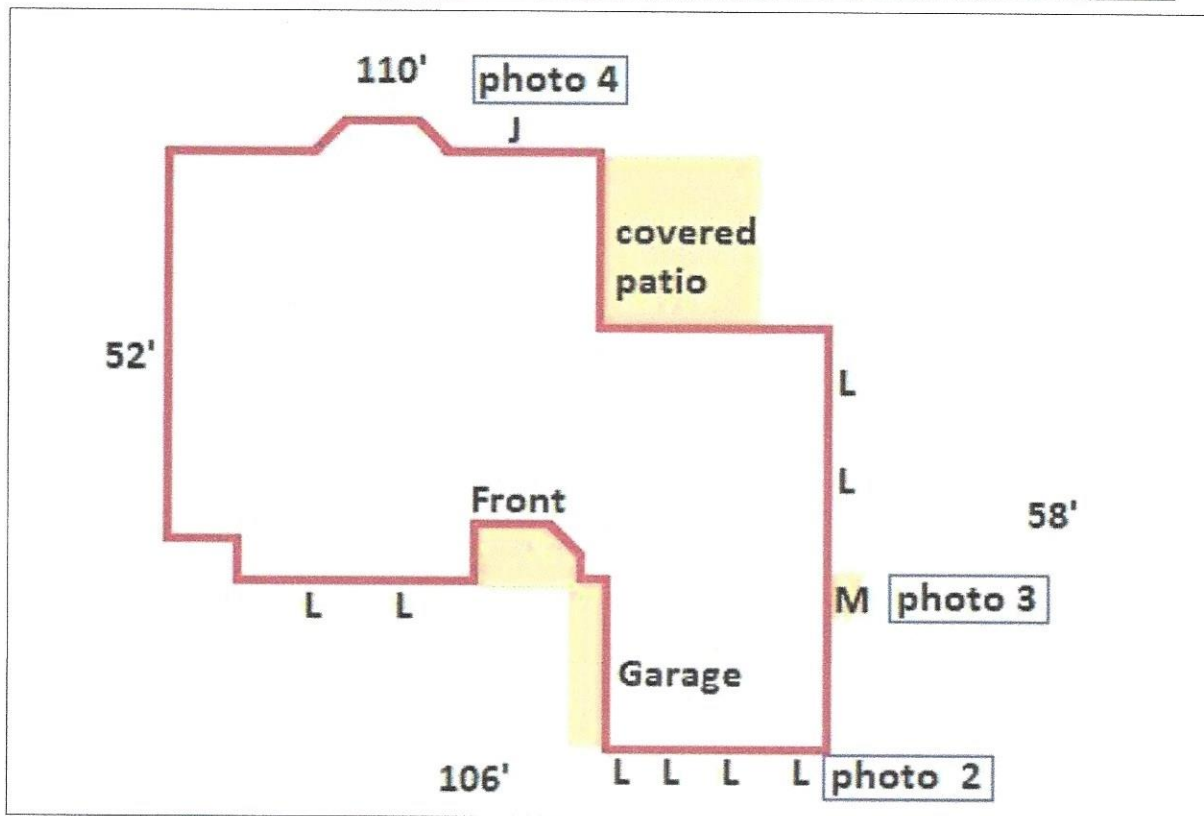 110'
photo 4
J
covered
patio
52'
L
L
Front
58'
L L
M photo 3
Garage
106'
L L L L photo 2